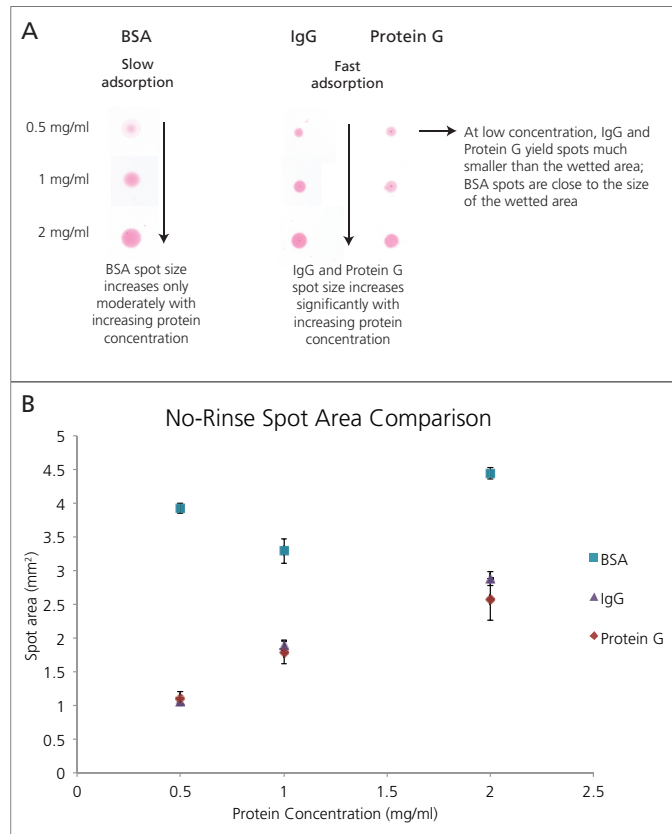 A
BSA
IgG
Protein G
Slow
adsorption
Fast
adsorption
0.5 mg/ml
1 mg/ml
2 mg/ml
At low concentration, IgG and
Protein G yield spots much
smaller than the wetted area;
BSA spots are close to the size
of the wetted area
BSA spot size
increases only
moderately with
increasing protein
concentration
IgG and Protein G
spot size increases
significantly with
increasing protein
concentration
B
No-Rinse Spot Area Comparison
Spot area (mm²)
5
4.5
4
3.5
3
2.5
2
1.5
1
0.5
0
0
0.5
1
1.5
2
2.5
Protein Concentration (mg/ml)
BSA
IgG
Protein G